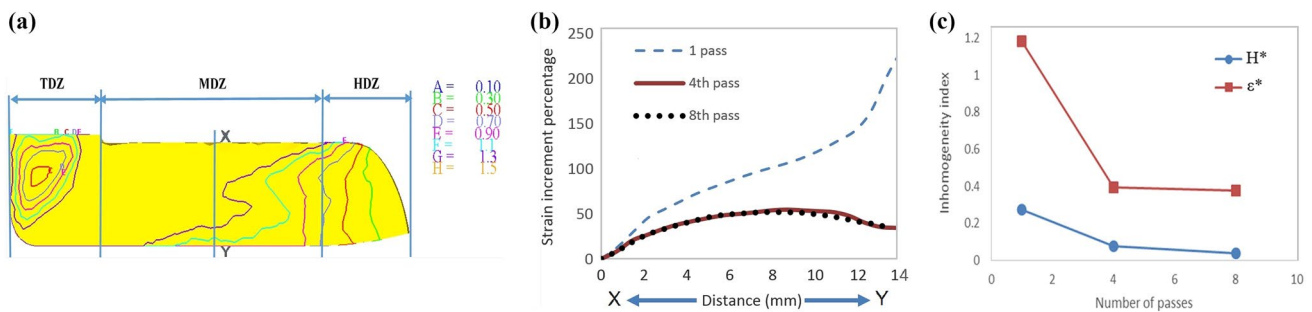 (a)
TDZ
MDZ
HDZ
X
Y
B C D E
E
A = 0.10
B = 0.30
C = 0.50
D = 0.70
E = 0.90
F = 1.1
G = 1.3
H = 1.5
(b)
Strain increment percentage
250
200
150
100
50
0
1 pass
4th pass
8th pass
0 2 4 6 8 10 12 14
X Distance (mm) Y
(c)
Inhomogeneity index
1.2
1
0.8
0.6
0.4
0.2
0
H*
ε*
0 2 4 6 8 10
Number of passes